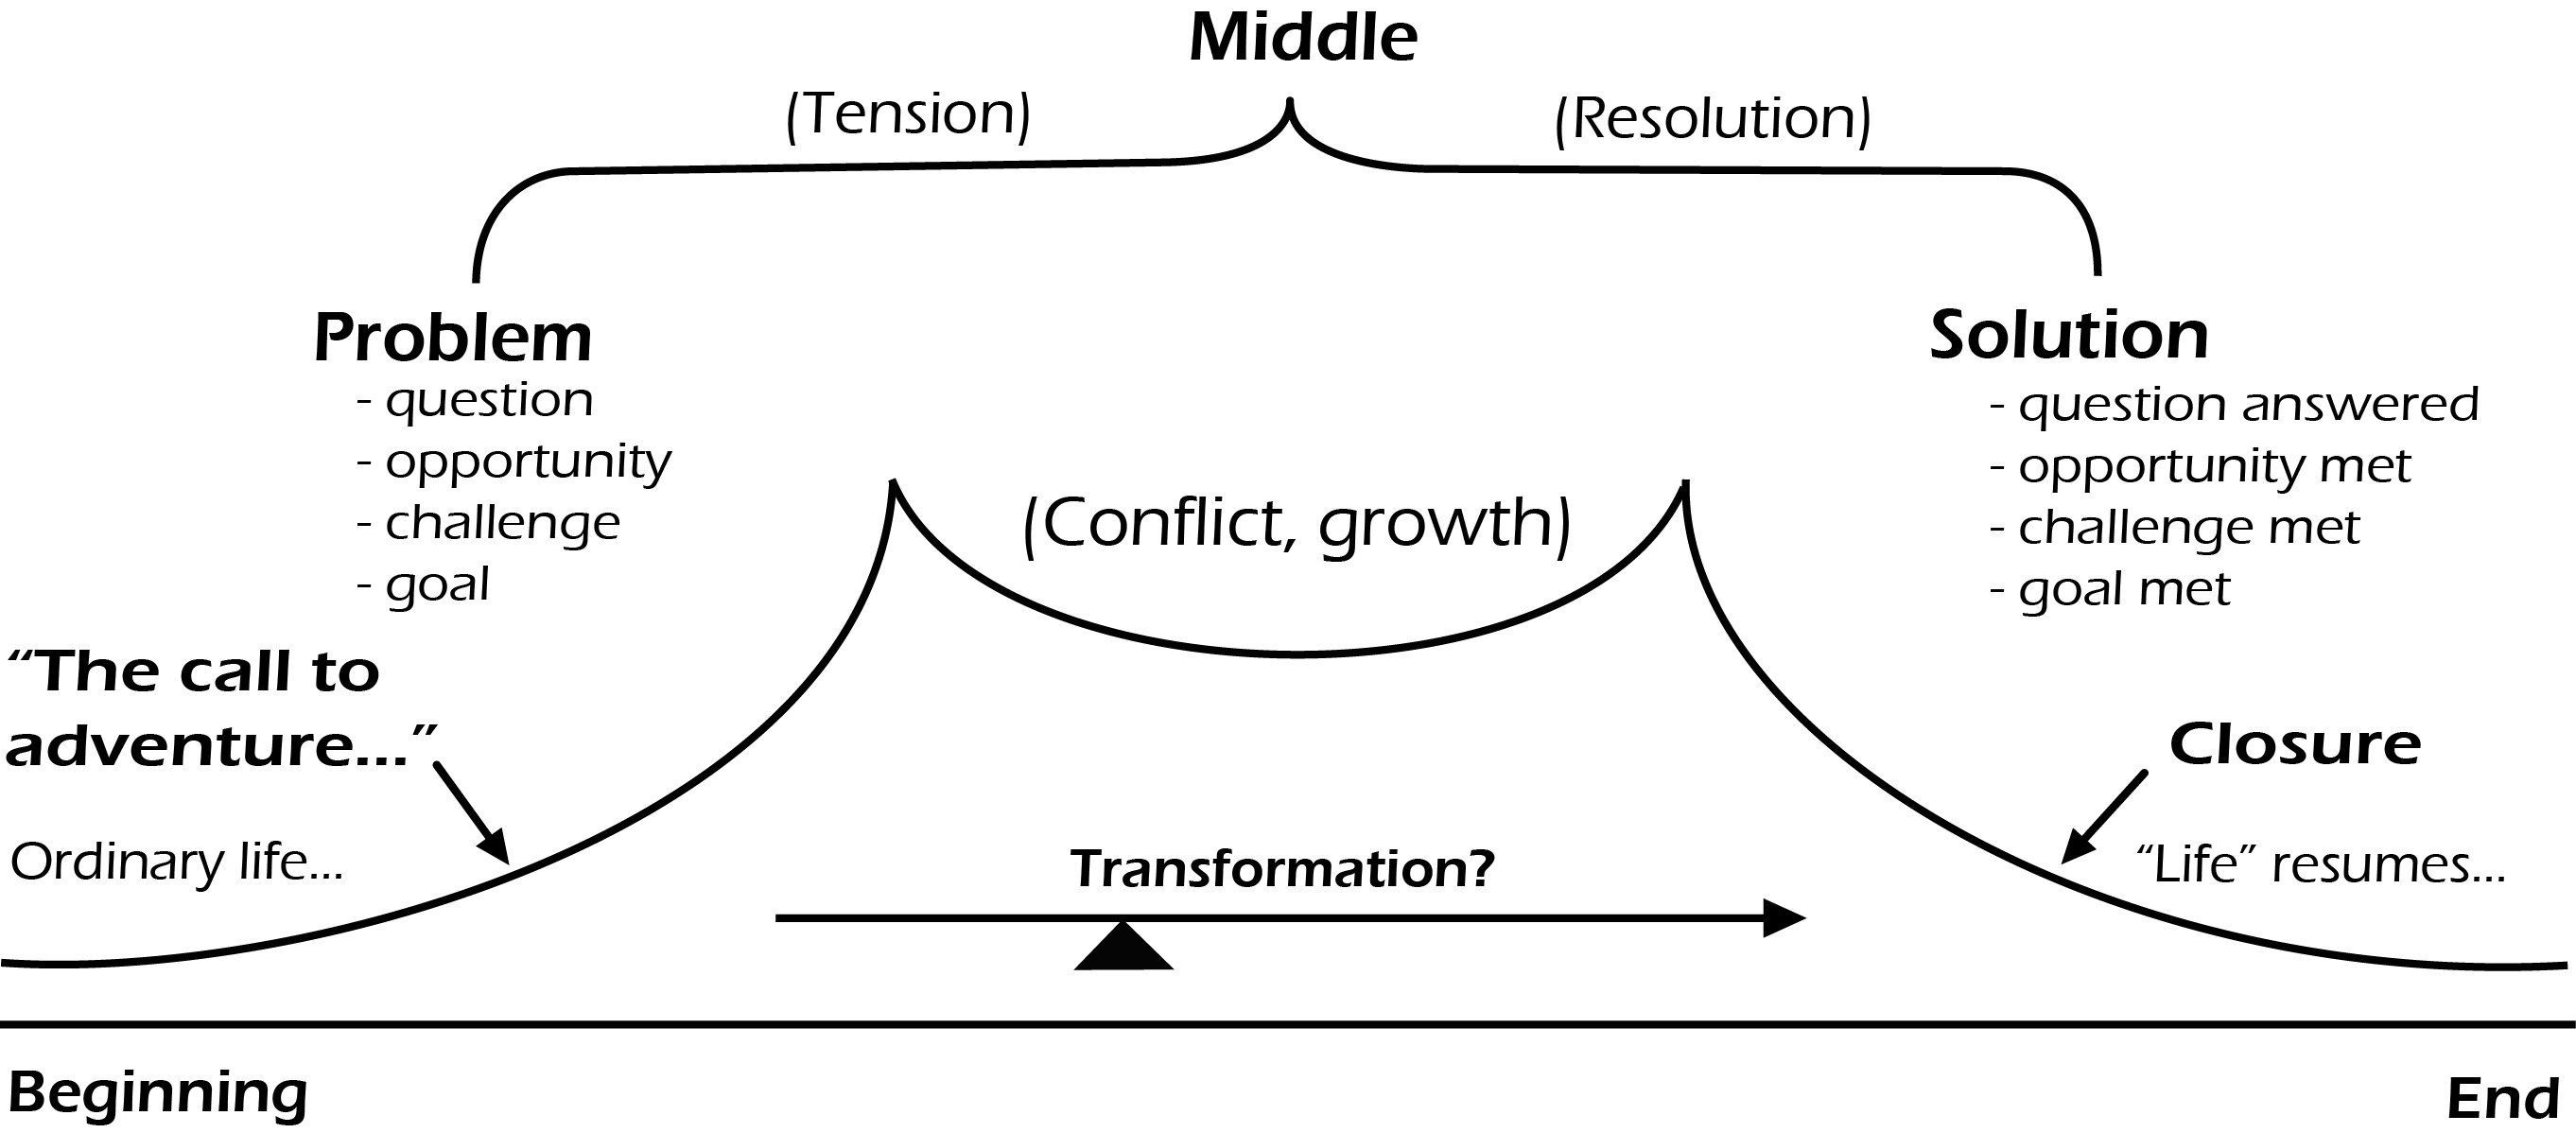 Middle
(Tension)
(Resolution)
Problem
- question
- opportunity
- challenge
- goal
Solution
- question answered
- opportunity met
- challenge met
- goal met
(Conflict, growth)
“The call to
adventure...”
Ordinary life...
Closure
“Life” resumes...
Transformation?
Beginning
End